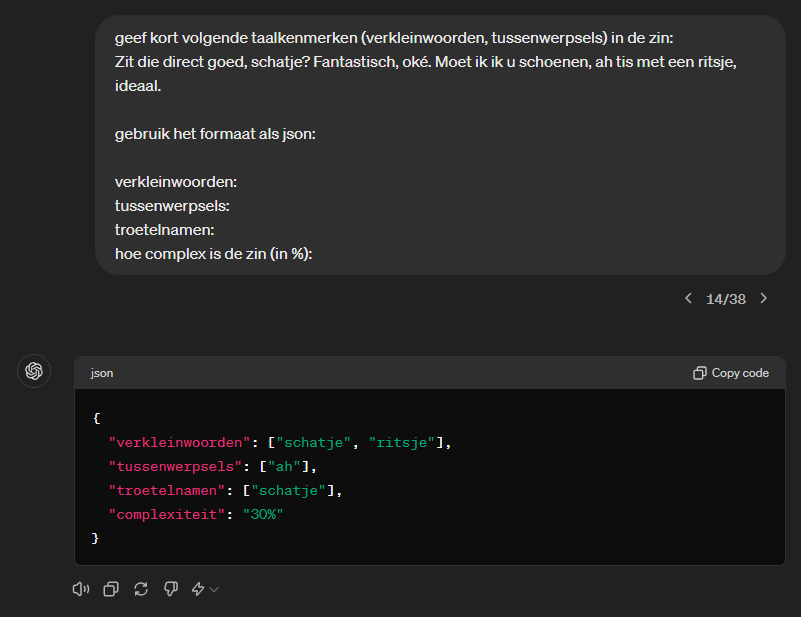 geef kort volgende taalkenmerken (verkleinwoorden, tussenwerpsels) in de zin:
Zit die direct goed, schatje? Fantastisch, oké. Moet ik ik u schoenen, ah tis met een ritsje,
ideaal.
gebruik het formaat als json:
verkleinwoorden:
tussenwerpsels:
troetelnamen:
hoe complex is de zin (in %):
14/38
json
Copy code
{
"verkleinwoorden": ["schatje", "ritsje"],
"tussenwerpsels": ["ah"],
"troetelnamen": ["schatje"],
"complexiteit": "30%"
}